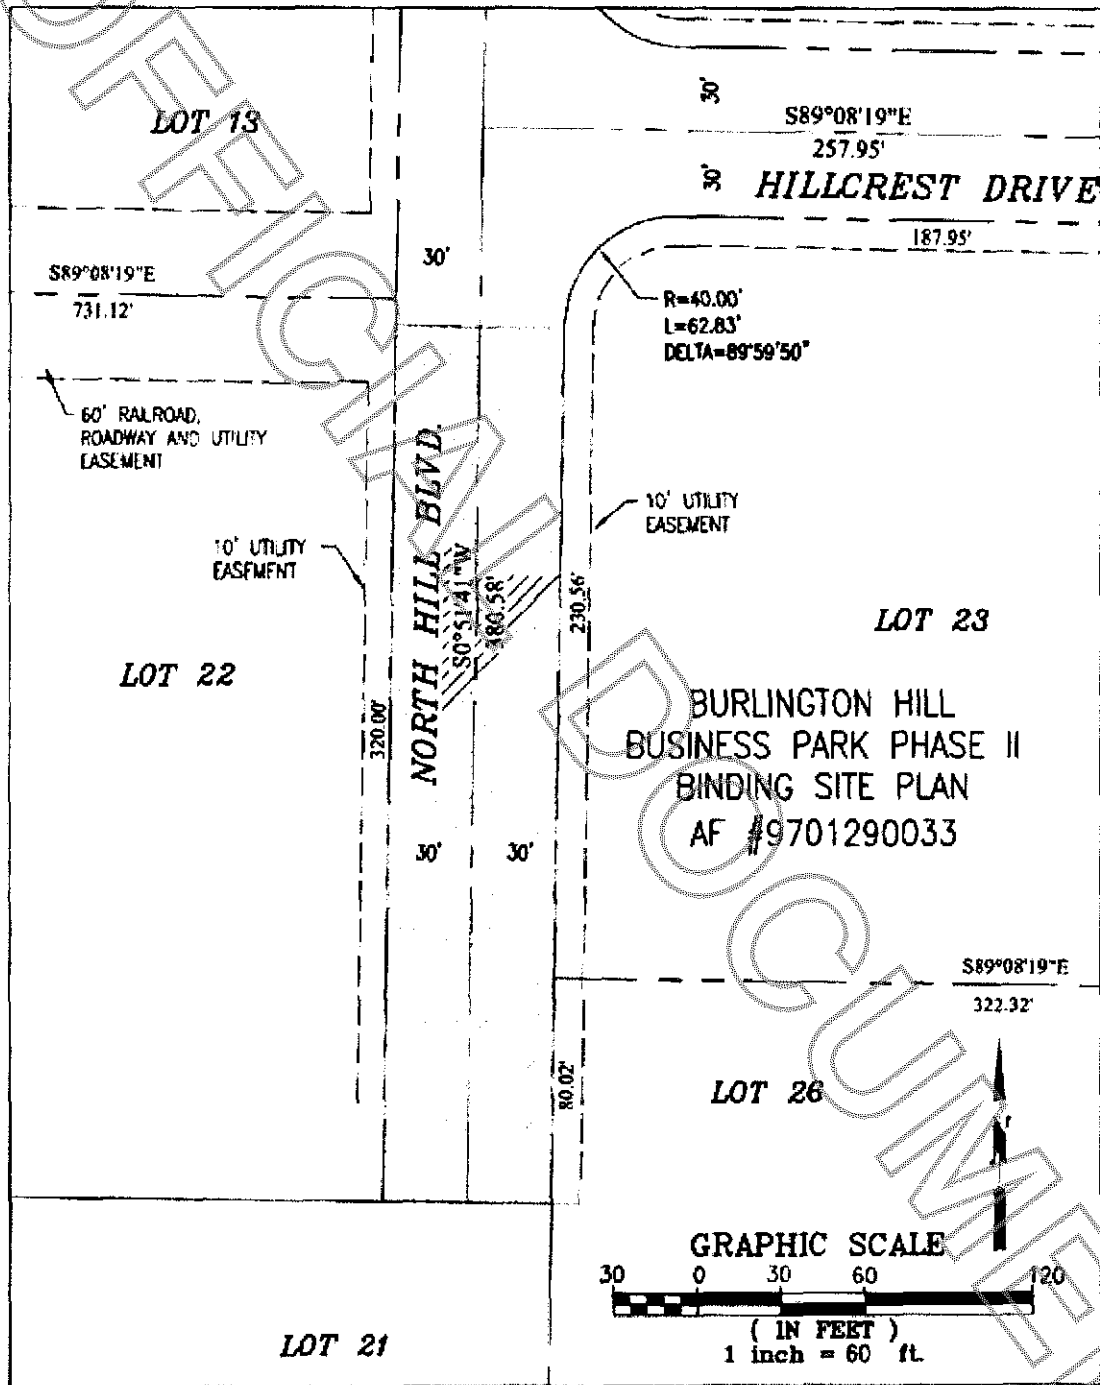 LOT 13
30'
S89°08'19"E
257.95'
30'
HILLCREST DRIVE
187.95'
30'
S89°08'19"E
731.12'
R=40.00'
L=62.83'
DELTA=89°59'50"
60' RAILROAD,
ROADWAY AND UTILITY
EASEMENT
10' UTILITY
EASEMENT
10' UTILITY
EASEMENT
NORTH HILL BLVD.
S0°51'41"W
480.58'
230.56'
LOT 23
LOT 22
320.00'
BURLINGTON HILL
BUSINESS PARK PHASE II
BINDING SITE PLAN
AF #9701290033
30'
30'
S89°08'19"E
322.32'
80.02'
LOT 26
GRAPHIC SCALE
30 0 30 60 120
( IN FEET )
1 inch = 60 ft.
LOT 21
OFFICIAL DOCUME